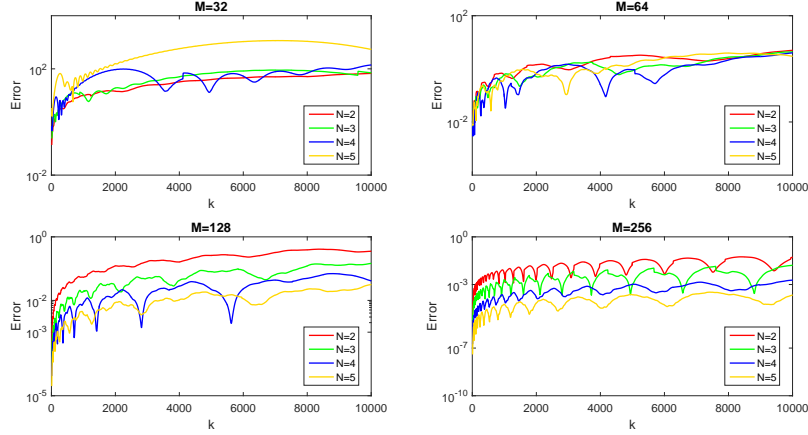 M=32
10^2
10^-2
Error
0
2000
4000
6000
8000
10000
k
N=2
N=3
N=4
N=5
M=64
10^2
10^-2
Error
0
2000
4000
6000
8000
10000
k
N=2
N=3
N=4
N=5
M=128
10^0
10^-2
10^-3
10^-5
Error
0
2000
4000
6000
8000
10000
k
N=2
N=3
N=4
N=5
M=256
10^0
10^-3
10^-5
10^-10
Error
0
2000
4000
6000
8000
10000
k
N=2
N=3
N=4
N=5